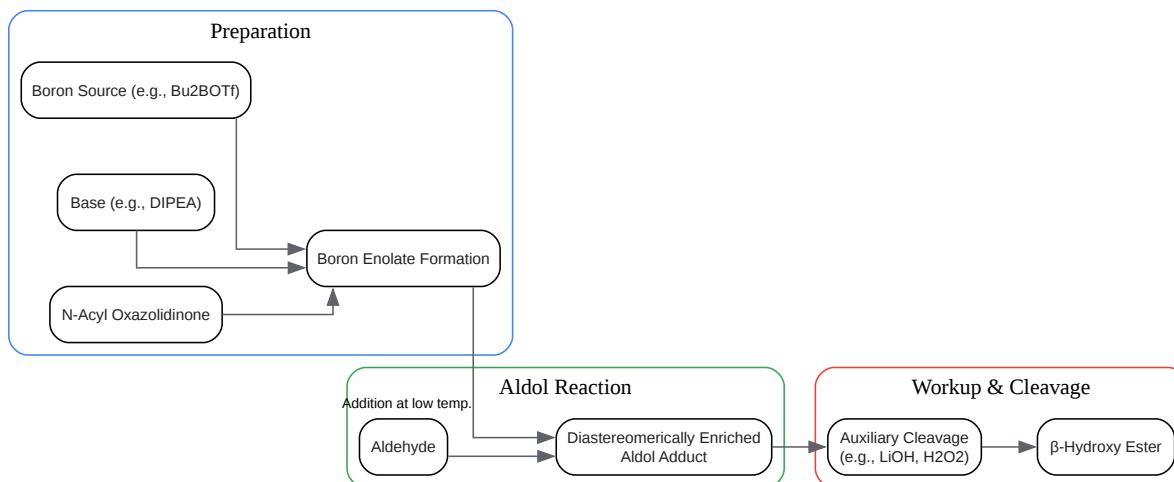 Preparation
Boron Source (e.g., Bu2BOTf)
Base (e.g., DIPEA)
Boron Enolate Formation
N-Acyl Oxazolidinone
Aldol Reaction
Workup & Cleavage
Addition at low temp.
Aldehyde
Diastereomerically Enriched
Aldol Adduct
Auxiliary Cleavage
(e.g., LiOH, H2O2)
β-Hydroxy Ester